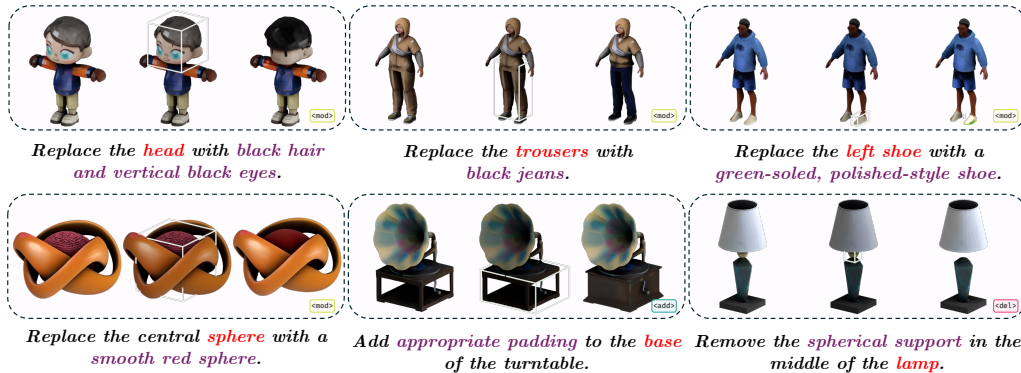 <mod>
<mod>
<mod>
Replace the head with black hair
and vertical black eyes.
Replace the trousers with
black jeans.
Replace the left shoe with a
green-soled, polished-style shoe.
<mod>
<add>
<del>
Replace the central sphere with a
smooth red sphere.
Add appropriate padding to the base
of the turntable.
Remove the spherical support in the
middle of the lamp.